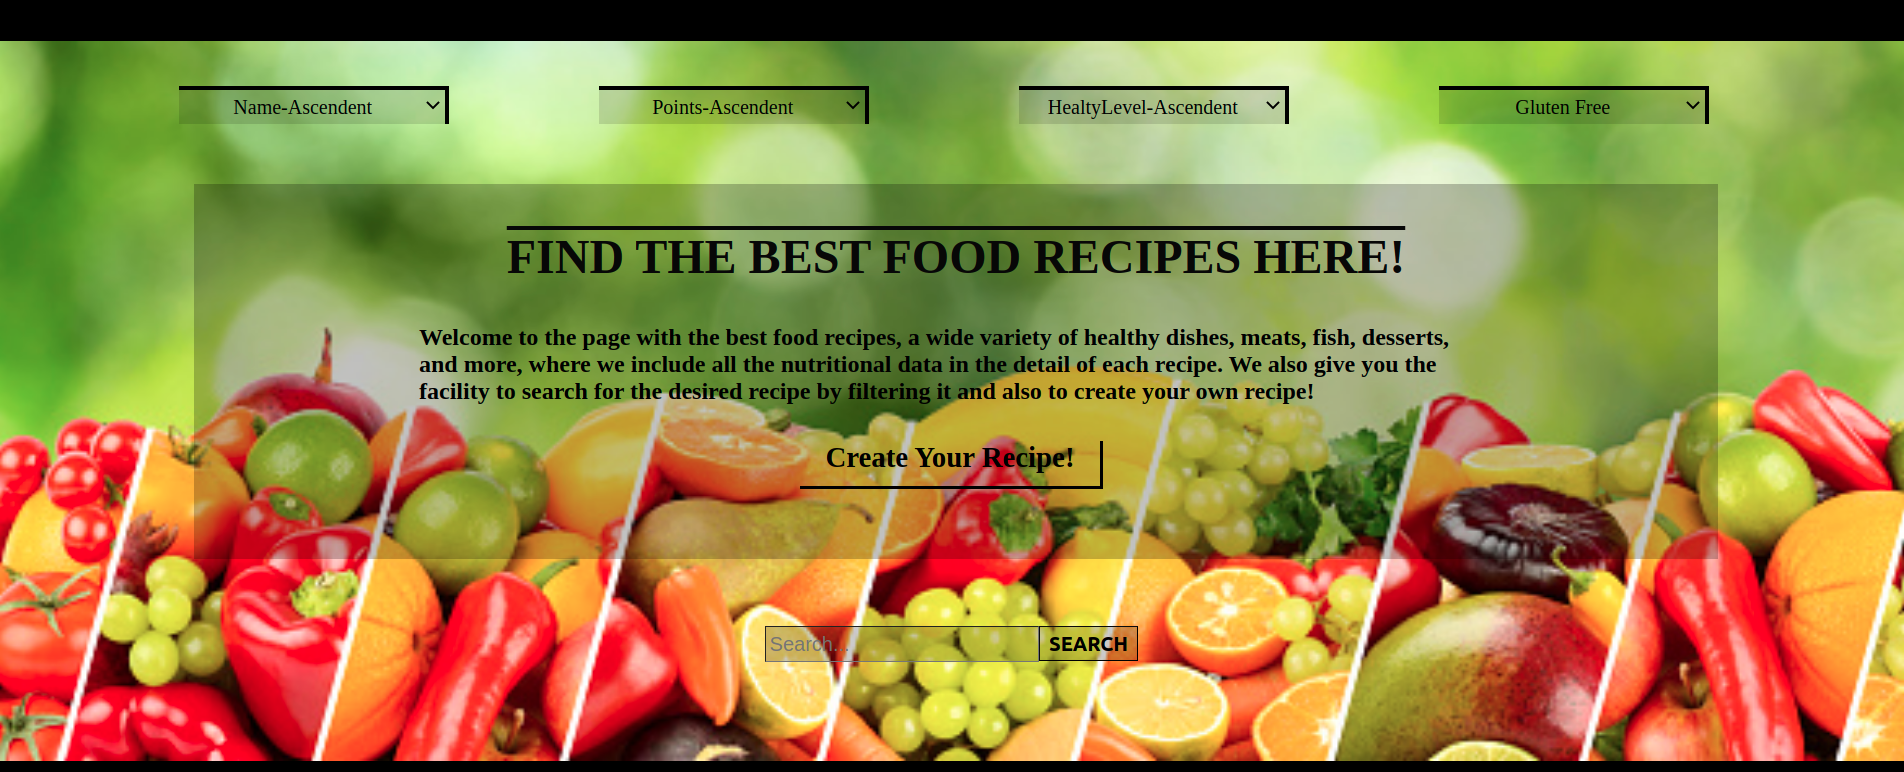 Name-Ascendent
Points-Ascendent
HealtyLevel-Ascendent
Gluten Free
FIND THE BEST FOOD RECIPES HERE!
Welcome to the page with the best food recipes, a wide variety of healthy dishes, meats, fish, desserts,
and more, where we include all the nutritional data in the detail of each recipe. We also give you the
facility to search for the desired recipe by filtering it and also to create your own recipe!
Create Your Recipe!
Search...
SEARCH